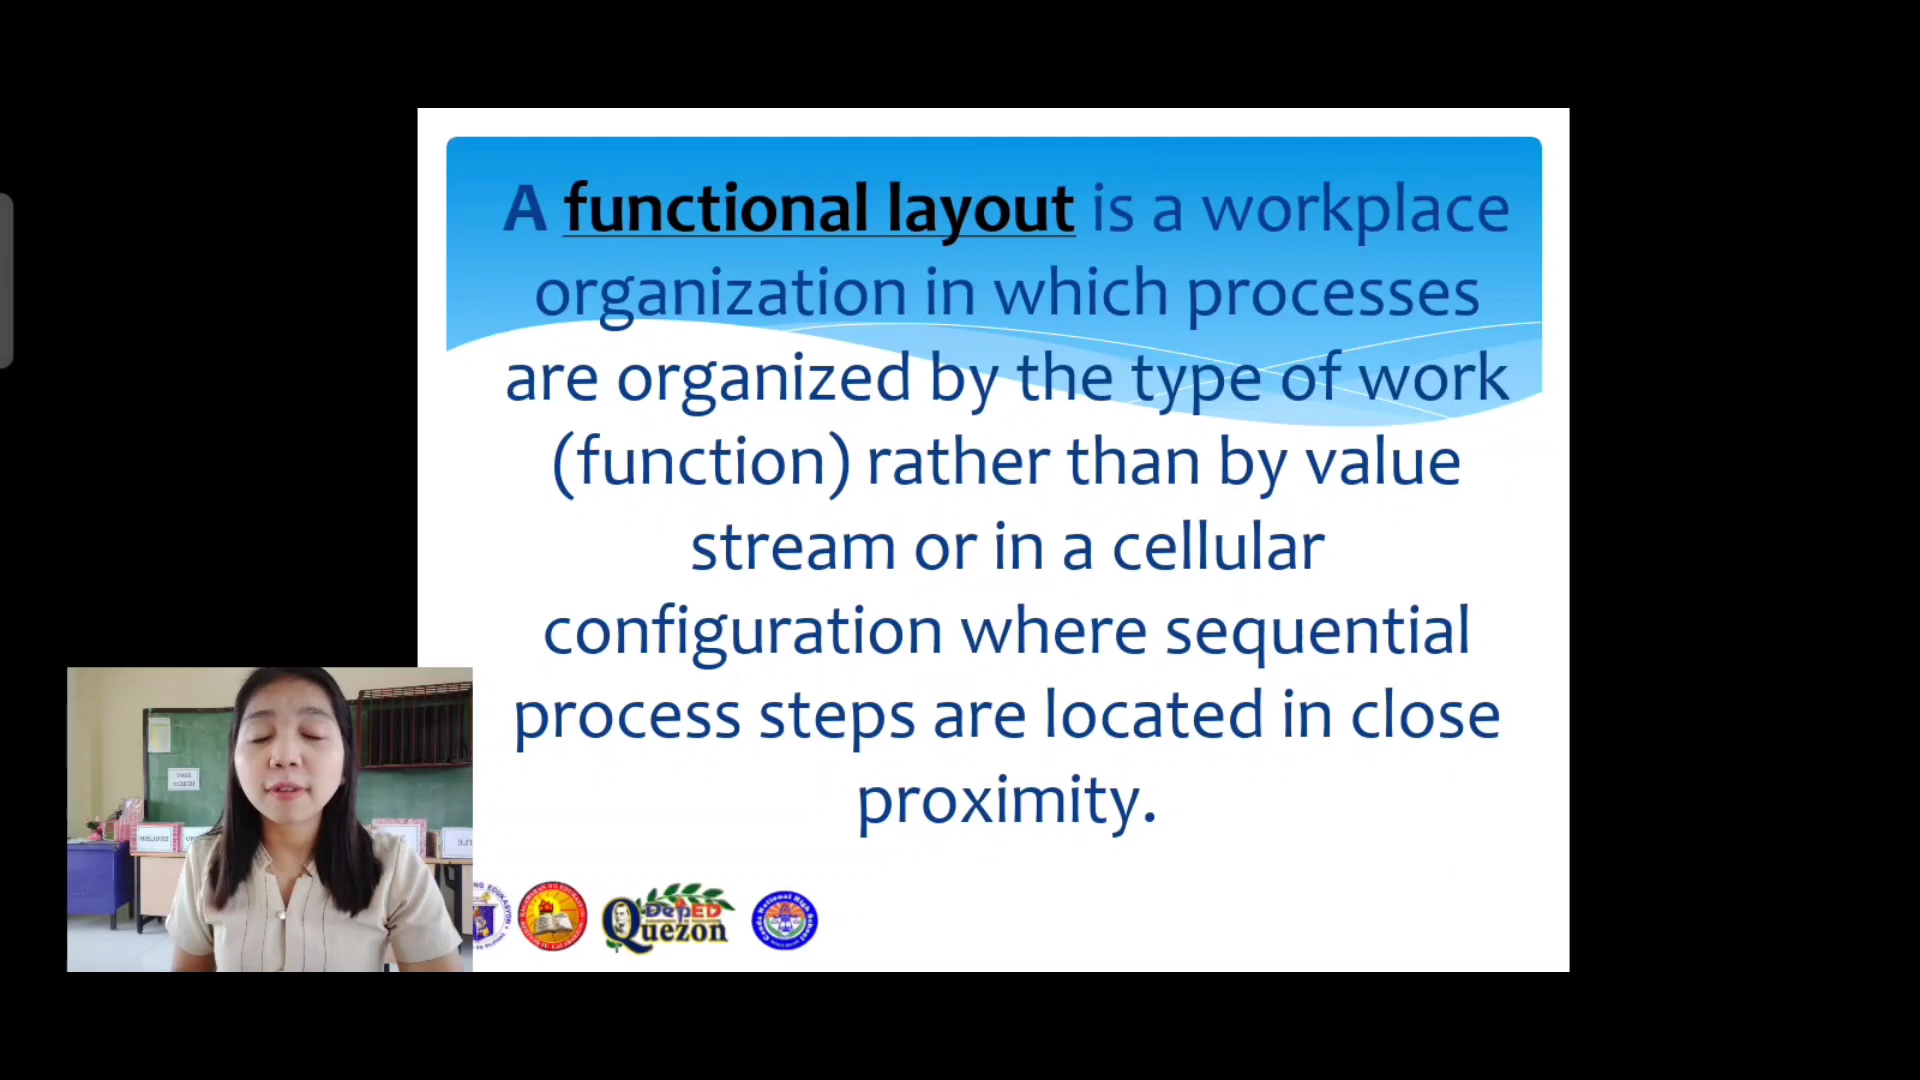 A functional layout is a workplace
organization in which processes
are organized by the type of work
(function) rather than by value
stream or in a cellular
configuration where sequential
process steps are located in close
proximity.
DepED
Quezon